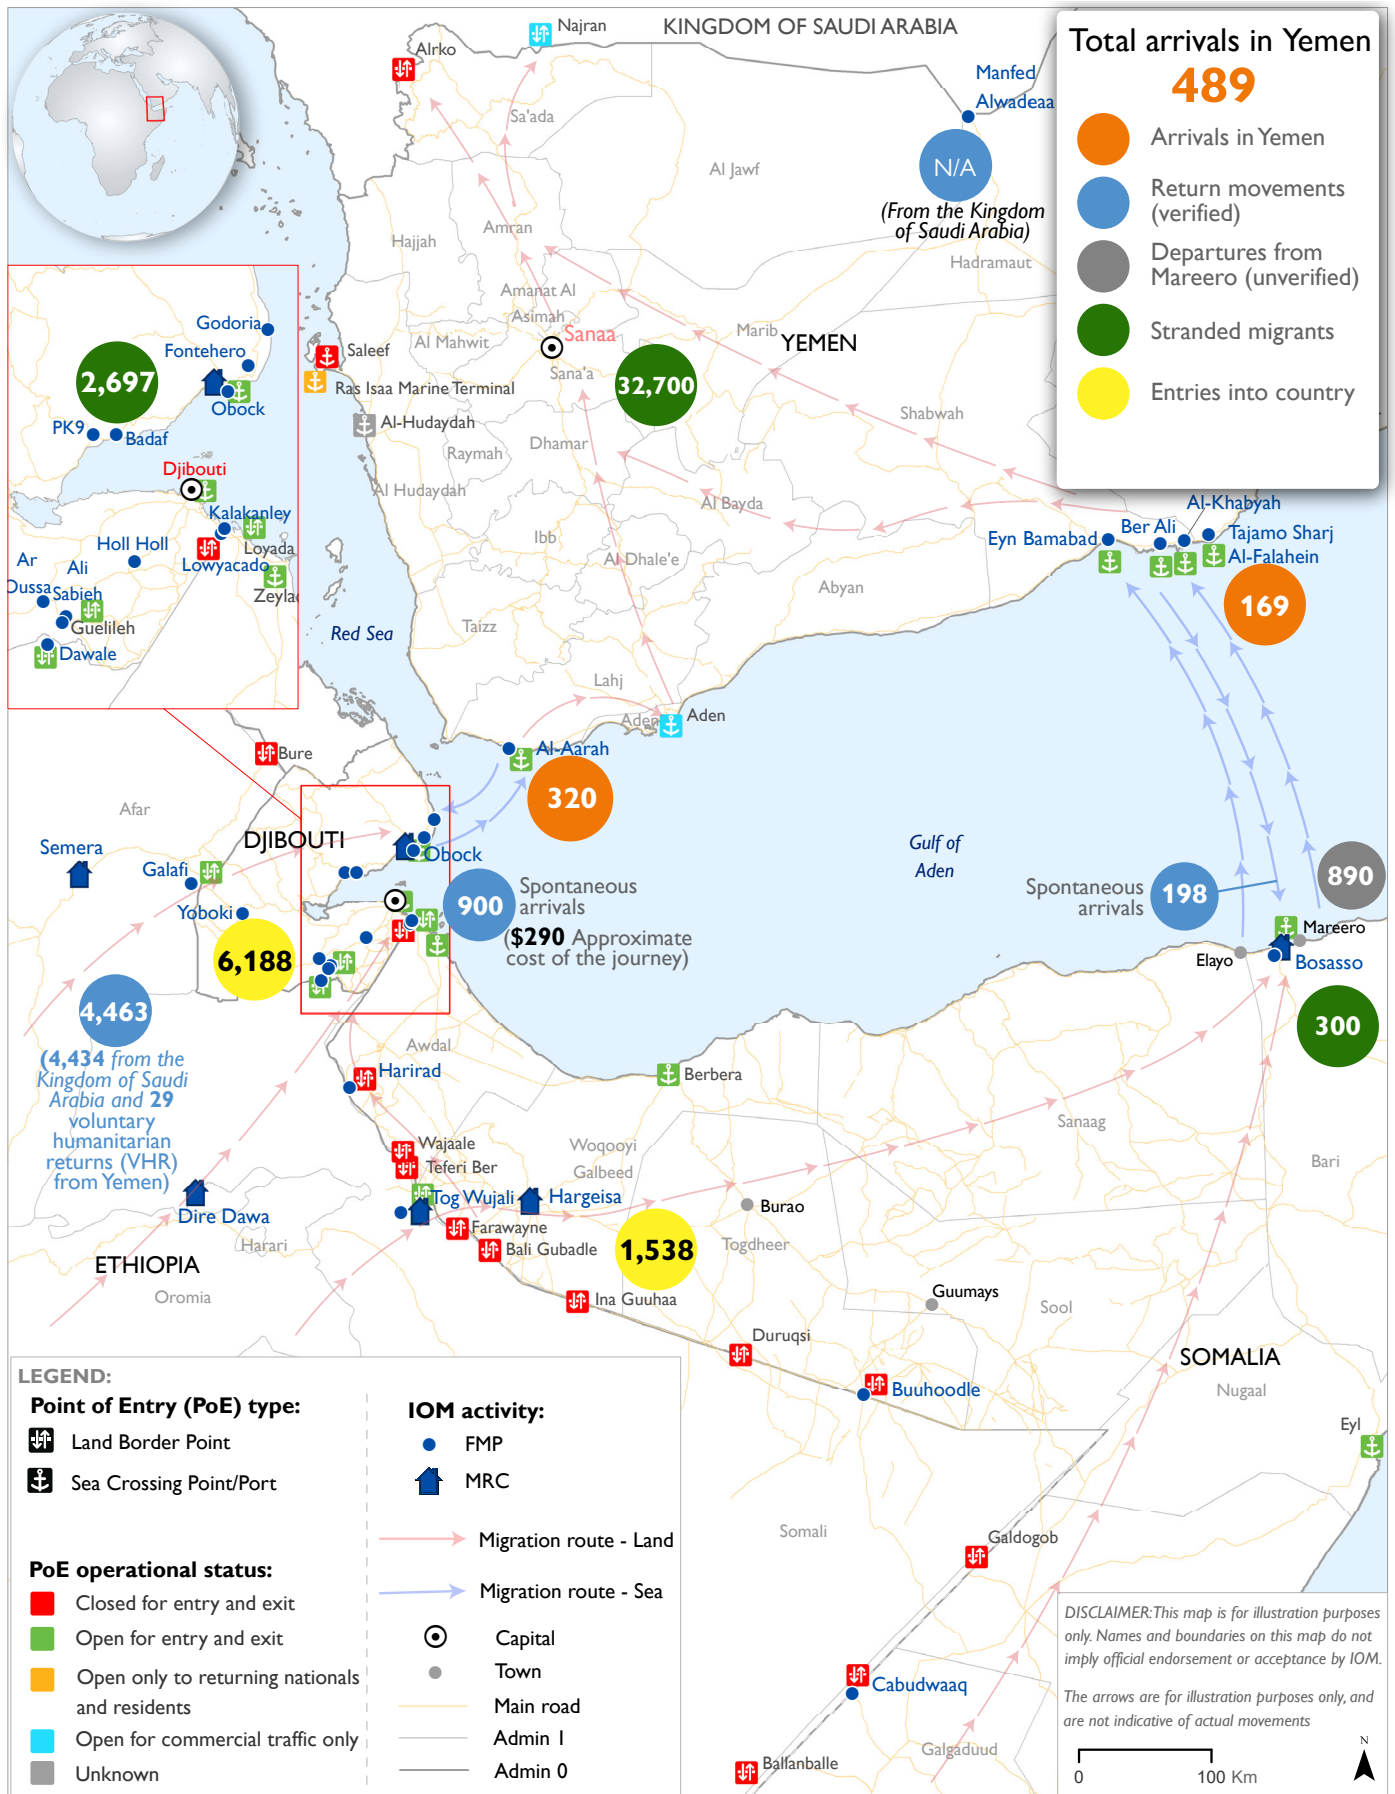 KINGDOM OF SAUDI ARABIA
Najran
Alrko
Manfed
Alwadeaa
Total arrivals in Yemen
489
Arrivals in Yemen
Return movements
(verified)
Departures from
Mareero (unverified)
Stranded migrants
Entries into country
N/A
(From the Kingdom
of Saudi Arabia)
Sa'ada
Al Jawf
Amran
Hajjah
Hadramaut
Amanat Al
Asimah
Sanaa
Al Mahwit
Marib
YEMEN
Sana'a
32,700
Saleef
Ras Isaa Marine Terminal
Al-Hudaydah
Shabwah
Dhamar
Raymah
Al Hudaydah
Al Bayda
Ibb
Al Dhale'e
Abyan
Taizz
Lahj
Aden
Aden
Red Sea
Al-Khabyah
Ber Ali
Eyn Bamabad
Tajamo Sharj
Al-Falahein
169
Godoria
Fontehero
2,697
Obock
PK9
Badaf
Djibouti
Kalakanley
Loyada
Lowyacado
Holl Holl
Ar
Oussa
Ali
Sabieh
Zeylac
Guelileh
Dawale
Bure
Al-Aarah
320
Afar
DJIBOUTI
Semera
Galafi
Obock
Yoboki
6,188
900
Spontaneous
arrivals
($290 Approximate
cost of the journey)
Gulf of
Aden
Spontaneous
arrivals
198
890
Mareero
Elayo
Bosasso
300
4,463
(4,434 from the
Kingdom of Saudi
Arabia and 29
voluntary
humanitarian
returns (VHR)
from Yemen)
Awdal
Harirad
Berbera
Wajaale
Teferi Ber
Woqooyi
Galbeed
Sanaag
Bari
Dire Dawa
Tog Wujali
Hargeisa
Burao
Farawayne
Bali Gubadle
1,538
Togdheer
Harari
ETHIOPIA
Oromia
Ina Guuhaa
Guumays
Sool
Duruqsi
SOMALIA
Nugaal
Buuhoodle
Eyl
Somali
Galdogob
Cabudwaaq
Galgaduud
Ballanballe
LEGEND:
Point of Entry (PoE) type:
Land Border Point
Sea Crossing Point/Port
PoE operational status:
Closed for entry and exit
Open for entry and exit
Open only to returning nationals
and residents
Open for commercial traffic only
Unknown
IOM activity:
FMP
MRC
Migration route - Land
Migration route - Sea
Capital
Town
Main road
Admin 1
Admin 0
DISCLAIMER:This map is for illustration purposes
only. Names and boundaries on this map do not
imply official endorsement or acceptance by IOM.
The arrows are for illustration purposes only, and
are not indicative of actual movements
N
0
100 Km